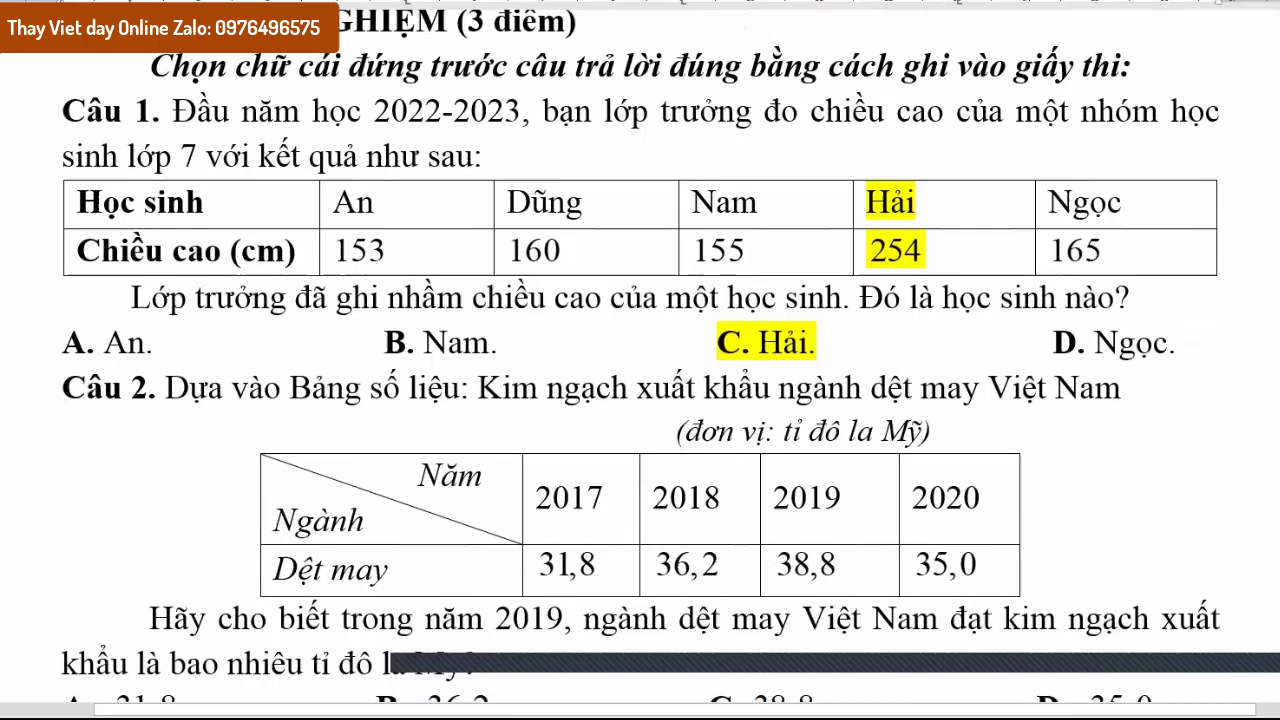 Thay Viet day Online Zalo: 0976496575
GHIỆM (3 điểm)
Chọn chữ cái đứng trước câu trả lời đúng bằng cách ghi vào giấy thi:
Câu 1. Đầu năm học 2022-2023, bạn lớp trưởng đo chiều cao của một nhóm học
sinh lớp 7 với kết quả như sau:
Học sinh An Dũng Nam Hải Ngọc
Chiều cao (cm) 153 160 155 254 165
Lớp trưởng đã ghi nhầm chiều cao của một học sinh. Đó là học sinh nào?
A. An. B. Nam. C. Hải. D. Ngọc.
Câu 2. Dựa vào Bảng số liệu: Kim ngạch xuất khẩu ngành dệt may Việt Nam
(đơn vị: tỉ đô la Mỹ)
Năm
2017 2018 2019 2020
Ngành
Dệt may 31,8 36,2 38,8 35,0
Hãy cho biết trong năm 2019, ngành dệt may Việt Nam đạt kim ngạch xuất
khẩu là bao nhiêu tỉ đô